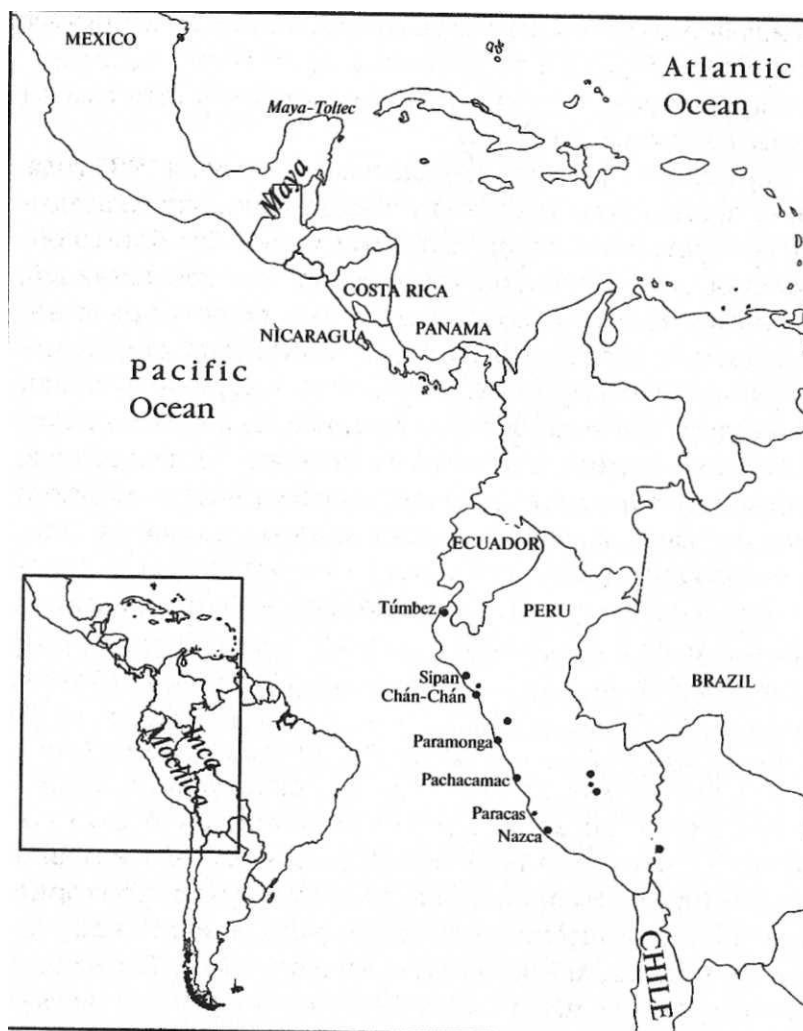 MEXICO
Atlantic
Ocean
Maya-Toltec
Maya
D
COSTA RICA
NICARAGUA
PANAMA
Pacific
Ocean
ECUADOR
Túmbez
PERU
Sipan
Chán-Chán
BRAZIL
Paramonga
Pachacamac
Paracas
Nazca
Inca
Mochica
CHILE